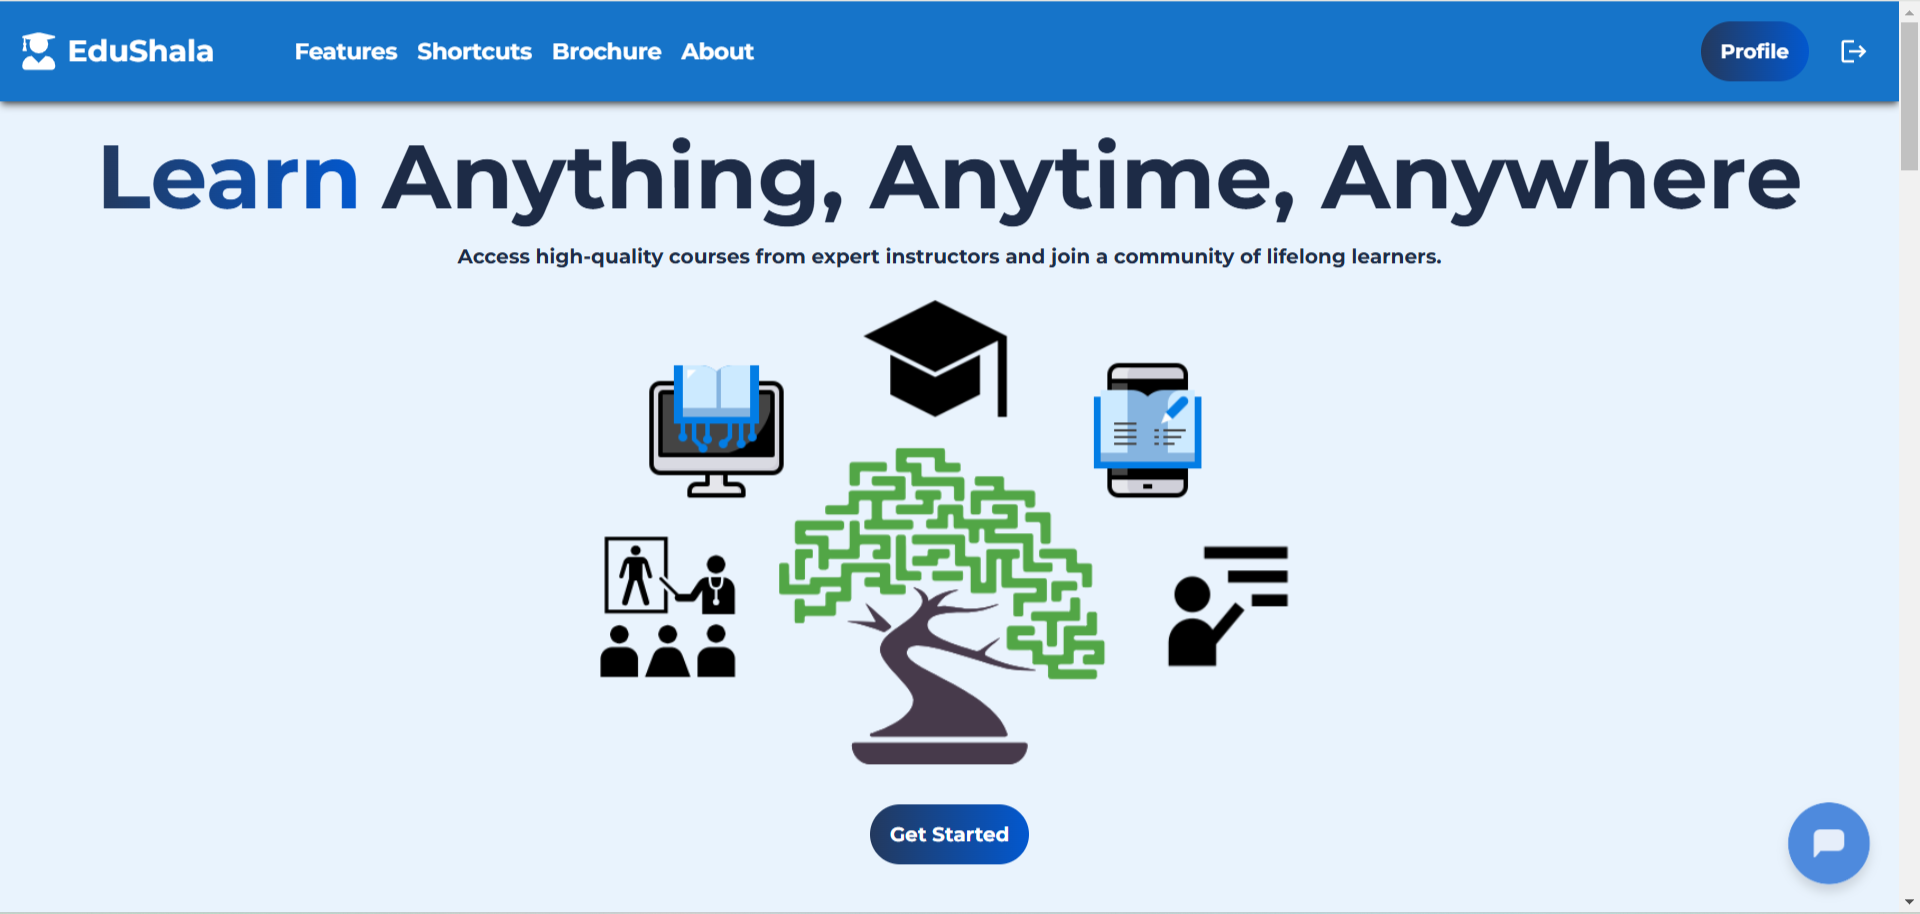 EduShala
Features Shortcuts Brochure About
Profile
Learn Anything, Anytime, Anywhere
Access high-quality courses from expert instructors and join a community of lifelong learners.
Get Started